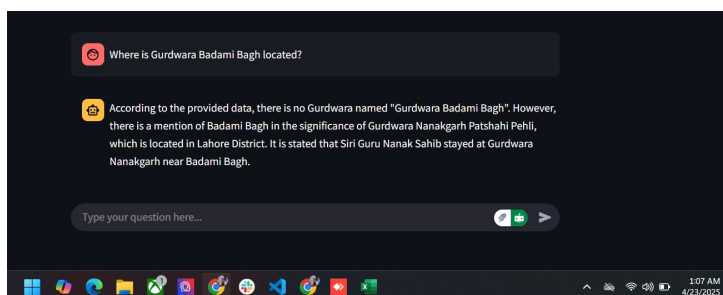 Where is Gurdwara Badami Bagh located?
According to the provided data, there is no Gurdwara named "Gurdwara Badami Bagh". However,
there is a mention of Badami Bagh in the significance of Gurdwara Nanakgarh Patshahi Pehli,
which is located in Lahore District. It is stated that Siri Guru Nanak Sahib stayed at Gurdwara
Nanakgarh near Badami Bagh.
Type your question here...
1:07 AM
4/23/2025